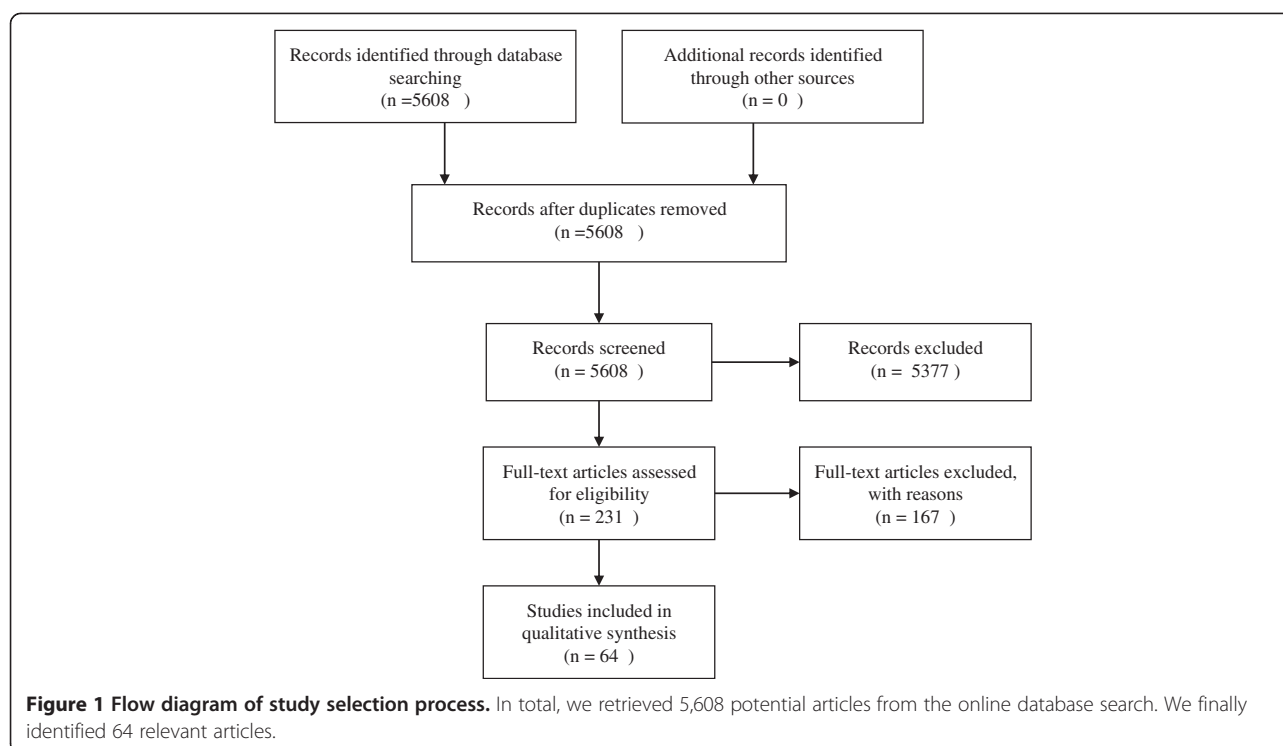 Records identified through database
searching
(n =5608 )
Additional records identified
through other sources
(n = 0 )
Records after duplicates removed
(n =5608 )
Records screened
(n = 5608 )
Records excluded
(n = 5377 )
Full-text articles assessed
for eligibility
(n = 231 )
Full-text articles excluded,
with reasons
(n = 167 )
Studies included in
qualitative synthesis
(n = 64 )
Figure 1 Flow diagram of study selection process. In total, we retrieved 5,608 potential articles from the online database search. We finally
identified 64 relevant articles.